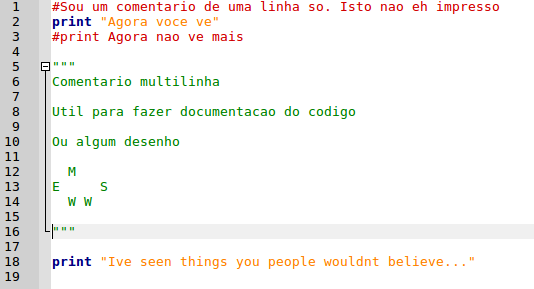 1 #Sou um comentario de uma linha so. Isto nao eh impresso
2 print "Agora voce ve"
3 #print Agora nao ve mais
4
5 """
6 Comentario multilinha
7
8 Util para fazer documentacao do codigo
9
10 Ou algum desenho
11
12   M
13 E     S
14   W W
15
16 """
17
18 print "Ive seen things you people wouldnt believe..."
19